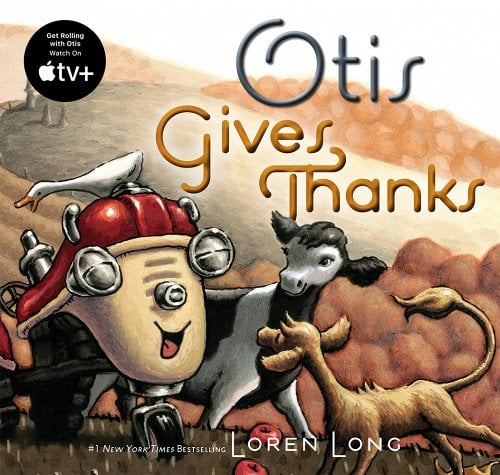 Get Rolling
with Otis
Watch On
tv+
Otis
Gives
Thanks
#1 NEW YORK TIMES BESTSELLING LOREN LONG